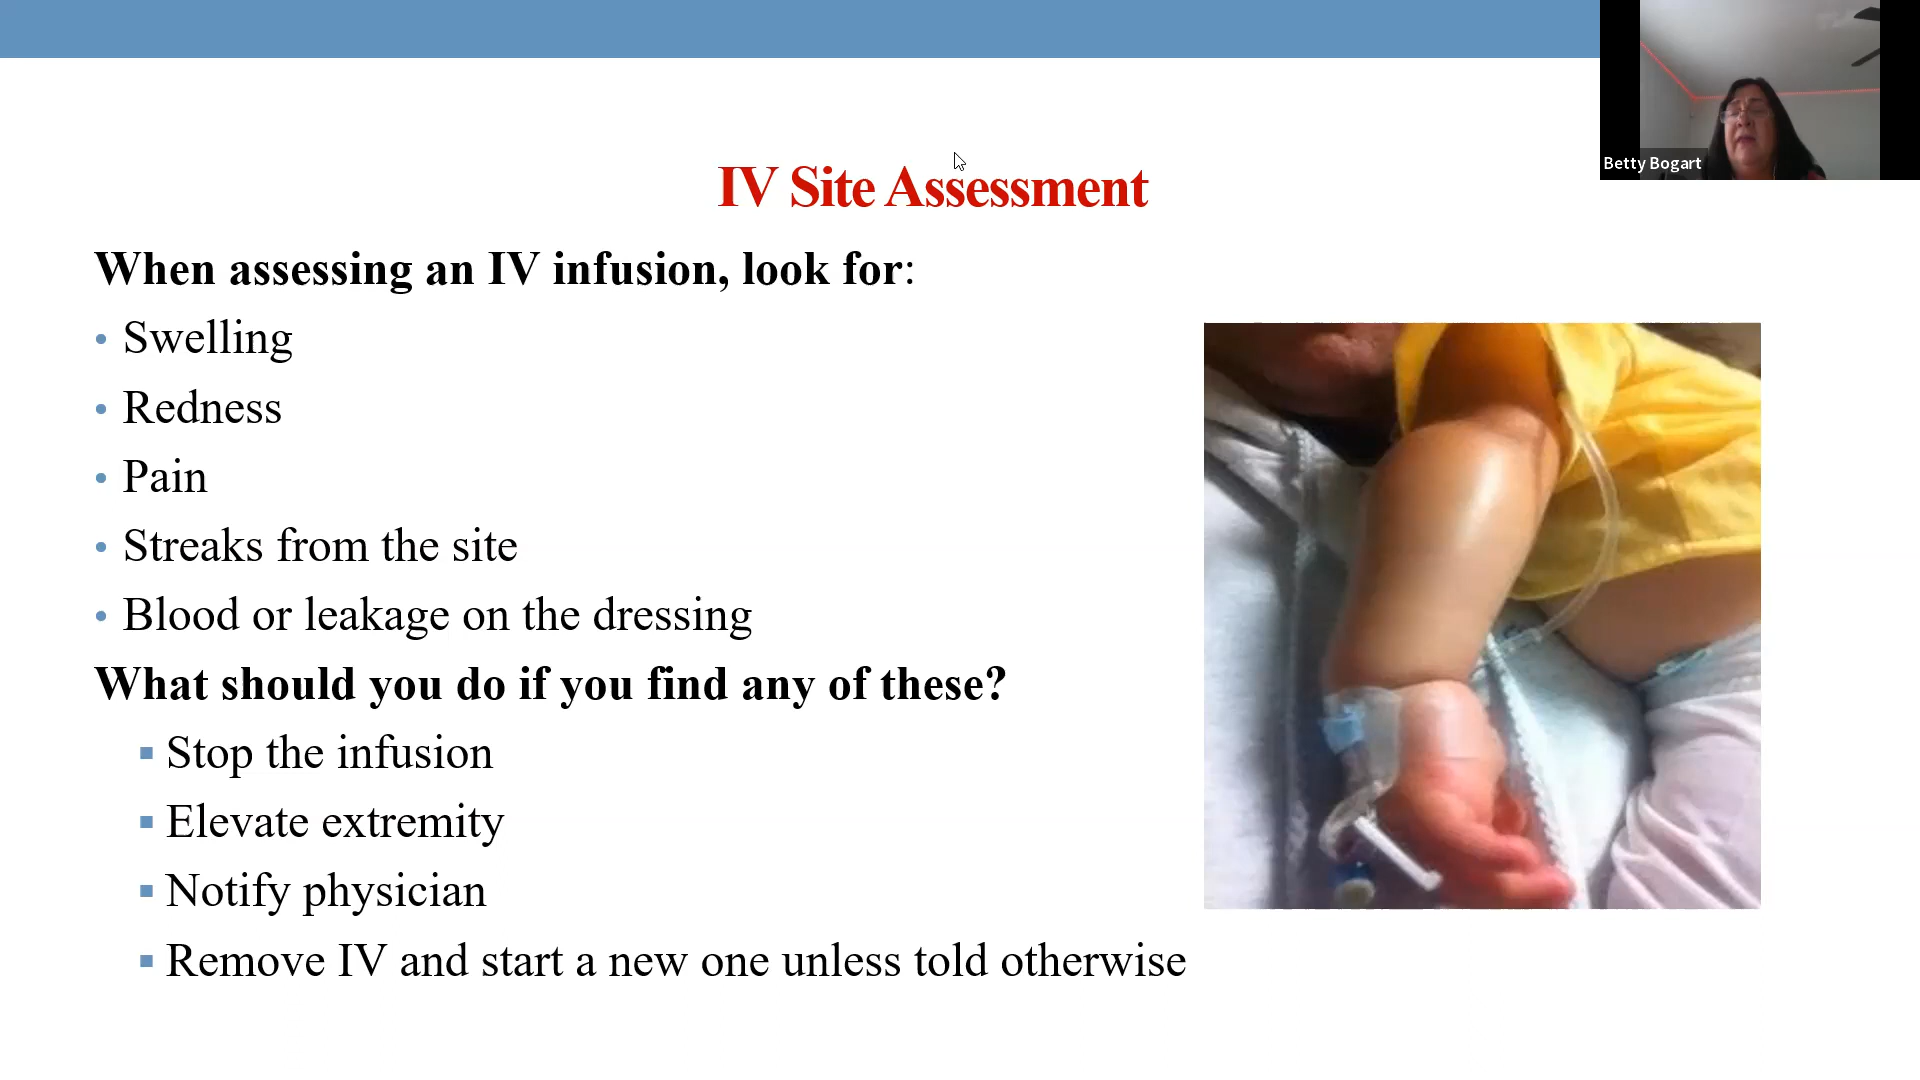 Betty Bogart
IV Site Assessment
When assessing an IV infusion, look for:
• Swelling
• Redness
• Pain
• Streaks from the site
• Blood or leakage on the dressing
What should you do if you find any of these?
▪ Stop the infusion
▪ Elevate extremity
▪ Notify physician
▪ Remove IV and start a new one unless told otherwise